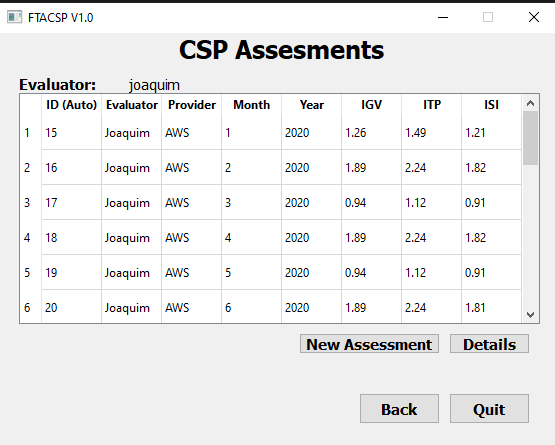 FTACSP V1.0
CSP Assesments
Evaluator: joaquim
ID (Auto) Evaluator Provider Month Year IGV ITP ISI
1 15 Joaquim AWS 1 2020 1.26 1.49 1.21
2 16 Joaquim AWS 2 2020 1.89 2.24 1.82
3 17 Joaquim AWS 3 2020 0.94 1.12 0.91
4 18 Joaquim AWS 4 2020 1.89 2.24 1.82
5 19 Joaquim AWS 5 2020 0.94 1.12 0.91
6 20 Joaquim AWS 6 2020 1.89 2.24 1.81
New Assessment Details
Back Quit